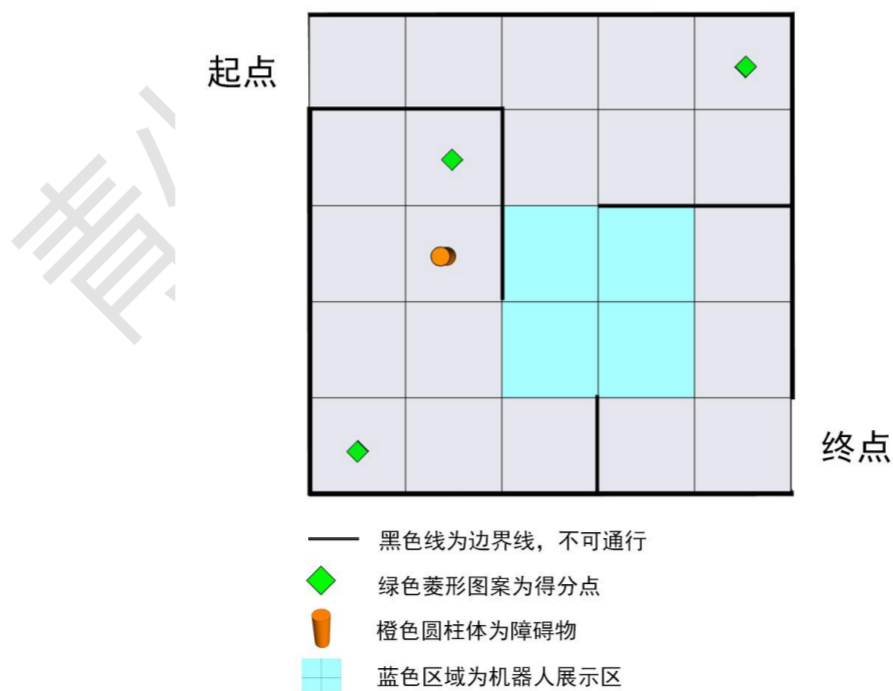 起点
终点
黑色线为边界线，不可通行
绿色菱形图案为得分点
橙色圆柱体为障碍物
蓝色区域为机器人展示区
青